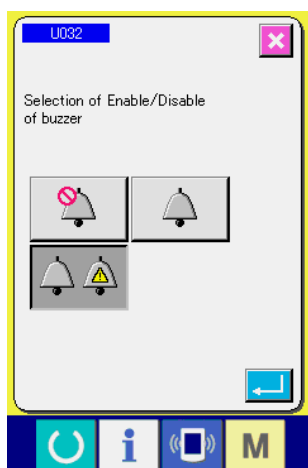 U032
Selection of Enable/Disable
of buzzer
i
M